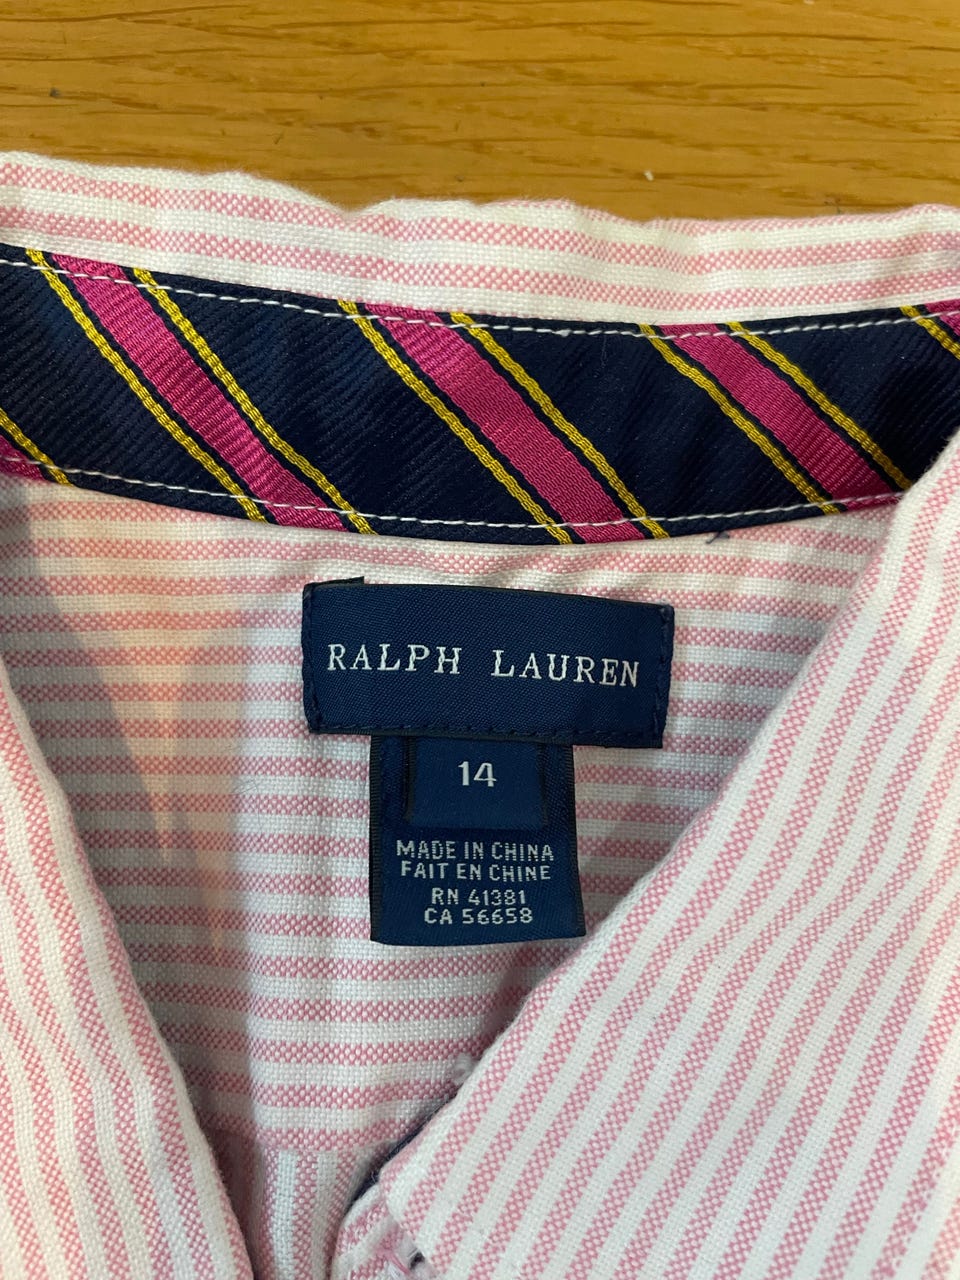 RALPH LAUREN
14
MADE IN CHINA
FAIT EN CHINE
RN 41381
CA 56658